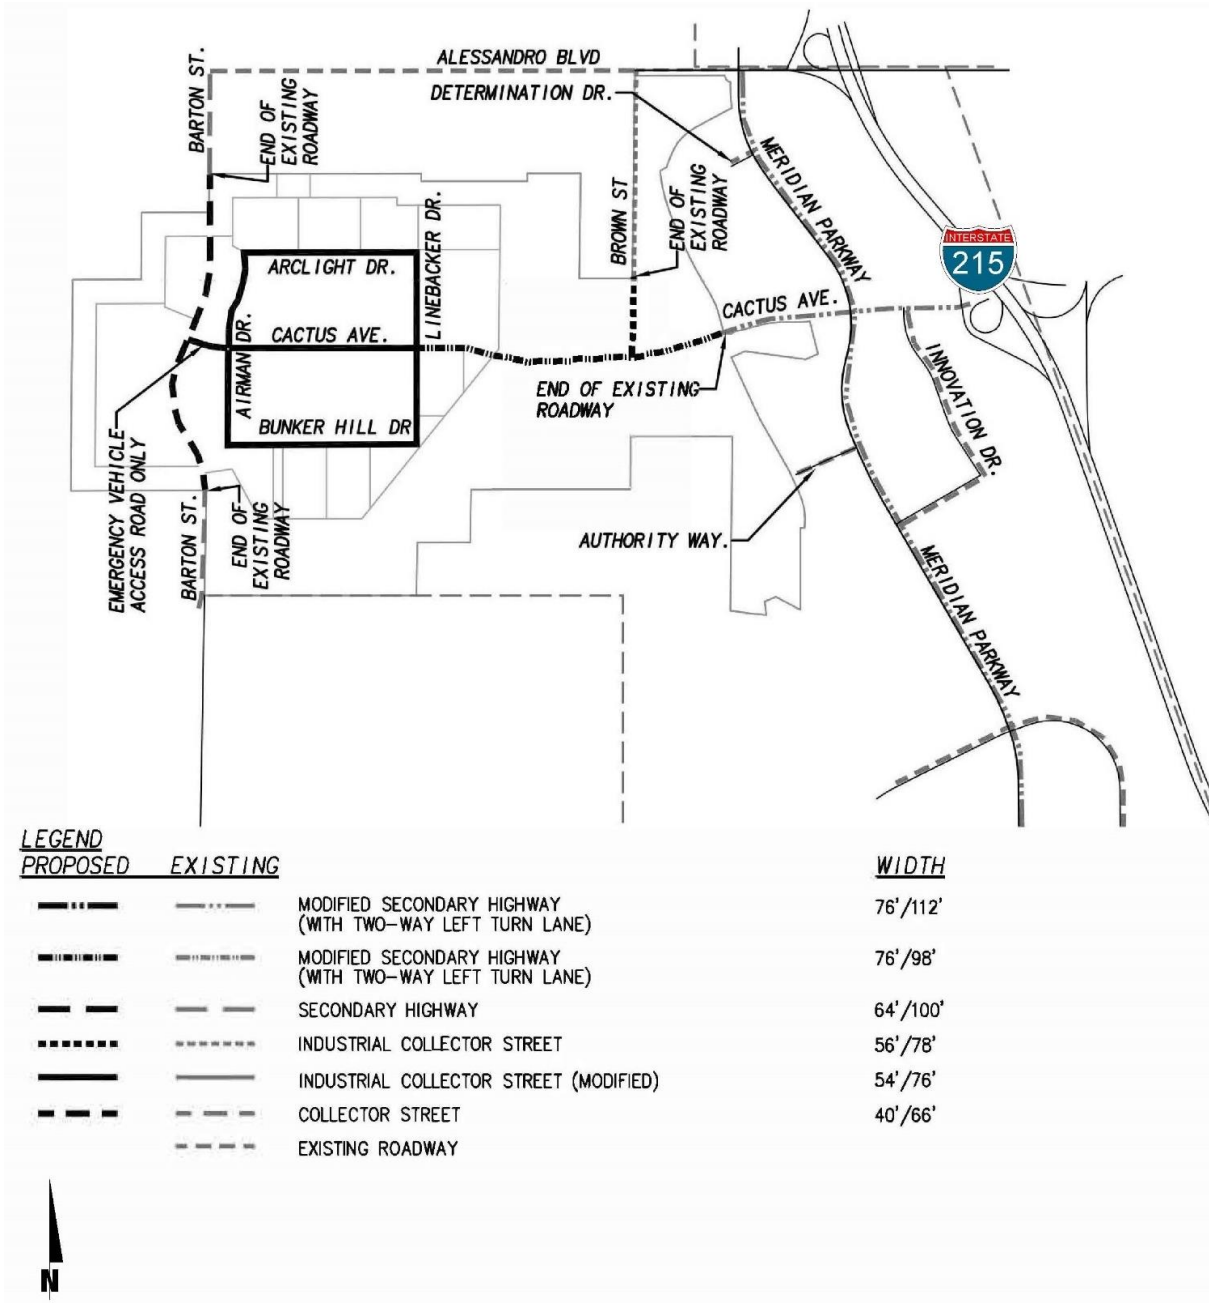 ALESSANDRO BLVD
BARTON ST.
END OF
EXISTING
ROADWAY
DETERMINATION DR.
MERIDIAN PARKWAY
BROWN ST
END OF
EXISTING
ROADWAY
INTERSTATE
215
LINEBACKER DR.
ARCLIGHT DR.
CACTUS AVE.
CACTUS AVE.
AIRMAN DR.
INNOVATION DR.
END OF EXISTING
ROADWAY
BUNKER HILL DR
EMERGENCY VEHICLE
ACCESS ROAD ONLY
BARTON ST.
END OF
EXISTING
ROADWAY
AUTHORITY WAY.
MERIDIAN PARKWAY
LEGEND
PROPOSED EXISTING WIDTH
MODIFIED SECONDARY HIGHWAY 76'/112'
(WITH TWO-WAY LEFT TURN LANE)
MODIFIED SECONDARY HIGHWAY 76'/98'
(WITH TWO-WAY LEFT TURN LANE)
SECONDARY HIGHWAY 64'/100'
INDUSTRIAL COLLECTOR STREET 56'/78'
INDUSTRIAL COLLECTOR STREET (MODIFIED) 54'/76'
COLLECTOR STREET 40'/66'
EXISTING ROADWAY
N